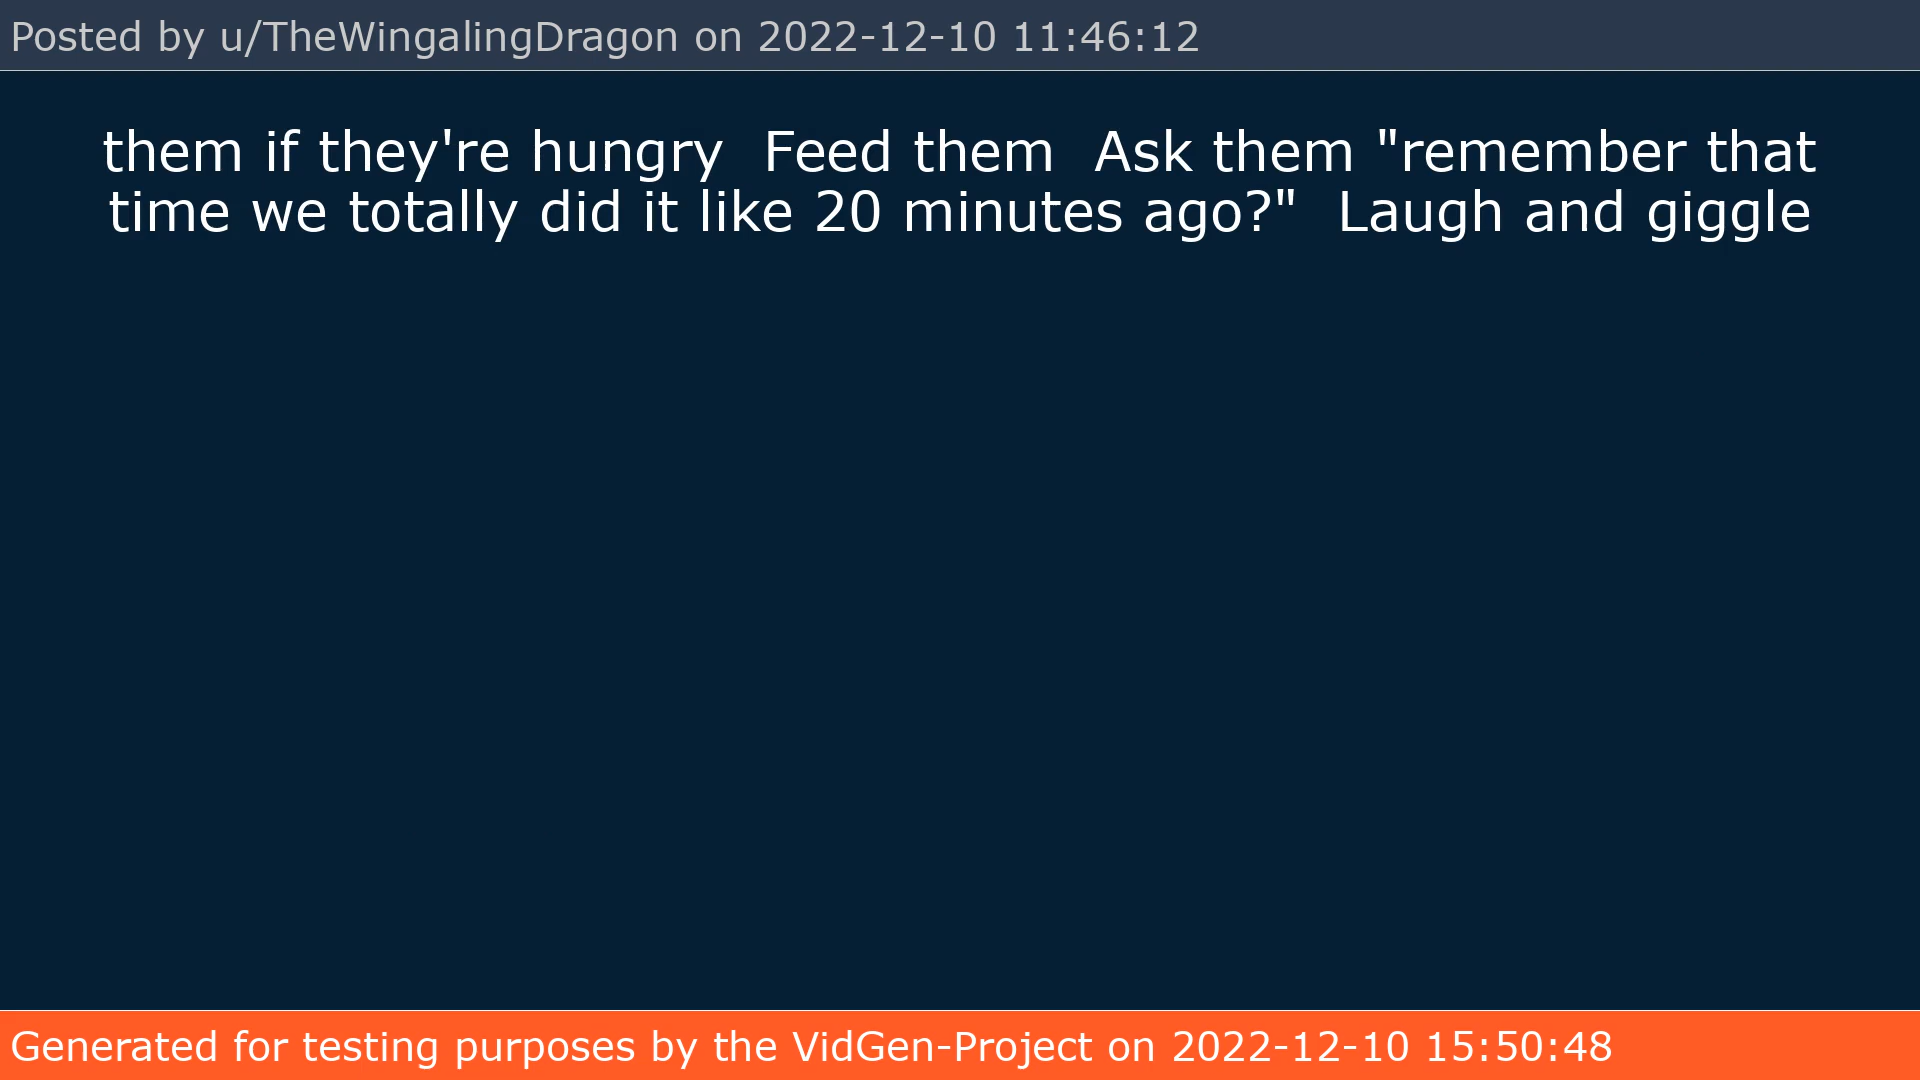 Posted by u/TheWingalingDragon on 2022-12-10 11:46:12
them if they're hungry  Feed them  Ask them "remember that
time we totally did it like 20 minutes ago?"  Laugh and giggle
Generated for testing purposes by the VidGen-Project on 2022-12-10 15:50:48